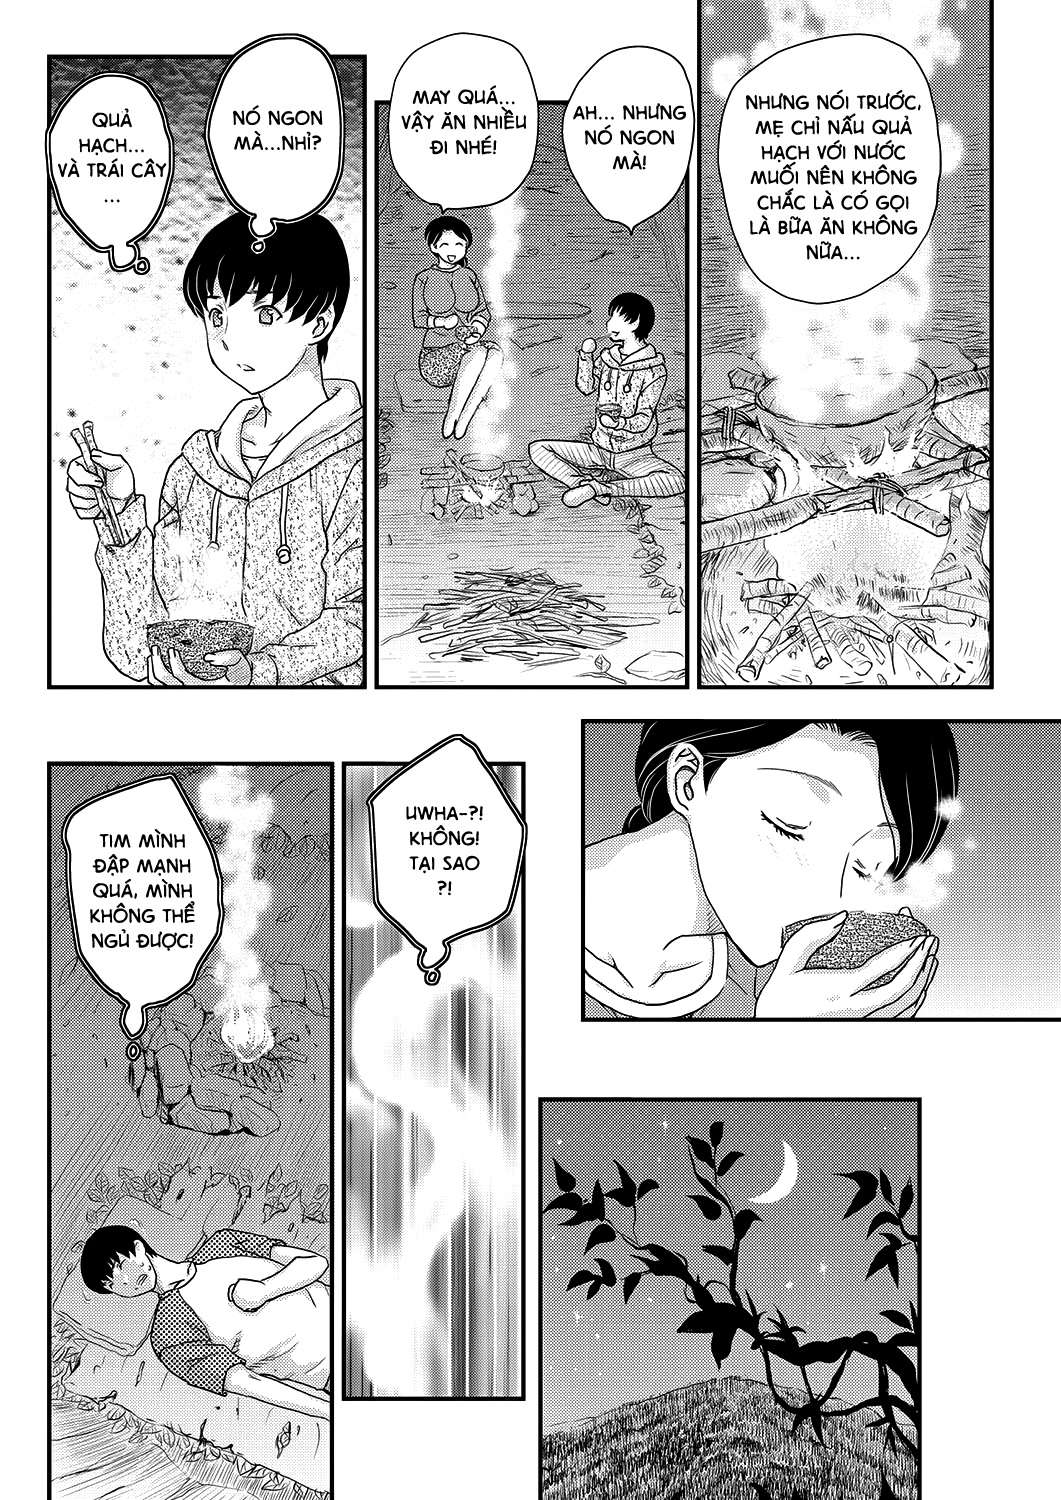 NHƯNG NÓI TRƯỚC,
MẸ CHỈ NẤU QUẢ
HẠCH VỚI NƯỚC
MUỐI NÊN KHÔNG
CHẮC LÀ CÓ GỌI
LÀ BỮA ĂN KHÔNG
NỮA...
AH... NHƯNG
NÓ NGON
MÀ!
MAY QUÁ...
VẬY ĂN NHIỀU
ĐI NHÉ!
NÓ NGON
MÀ...NHỈ?
QUẢ
HẠCH...
VÀ TRÁI CÂY
...
UWHA-?!
KHÔNG!
TẠI SAO
?!
TIM MÌNH
ĐẬP MẠNH
QUÁ, MÌNH
KHÔNG THỂ
NGỦ ĐƯỢC!